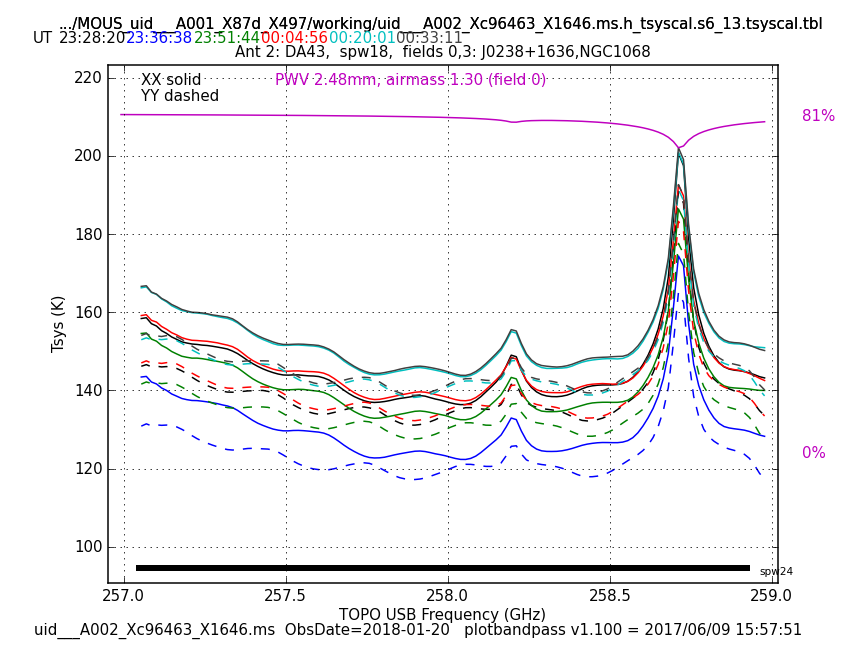 .../MOUS_uid___A001_X87d_X497/working/uid___A002_Xc96463_X1646.ms.h_tsyscal.s6_13.tsyscal.tbl
UT 23:28:20 23:36:38 23:51:44 00:04:56 00:20:01 00:33:11
Ant 2: DA43, spw18, fields 0,3: J0238+1636,NGC1068
XX solid
YY dashed
PWV 2.48mm, airmass 1.30 (field 0)
81%
0%
220
200
180
160
140
120
100
Tsys (K)
spw24
257.0 257.5 258.0 258.5 259.0
TOPO USB Frequency (GHz)
uid___A002_Xc96463_X1646.ms ObsDate=2018-01-20 plotbandpass v1.100 = 2017/06/09 15:57:51